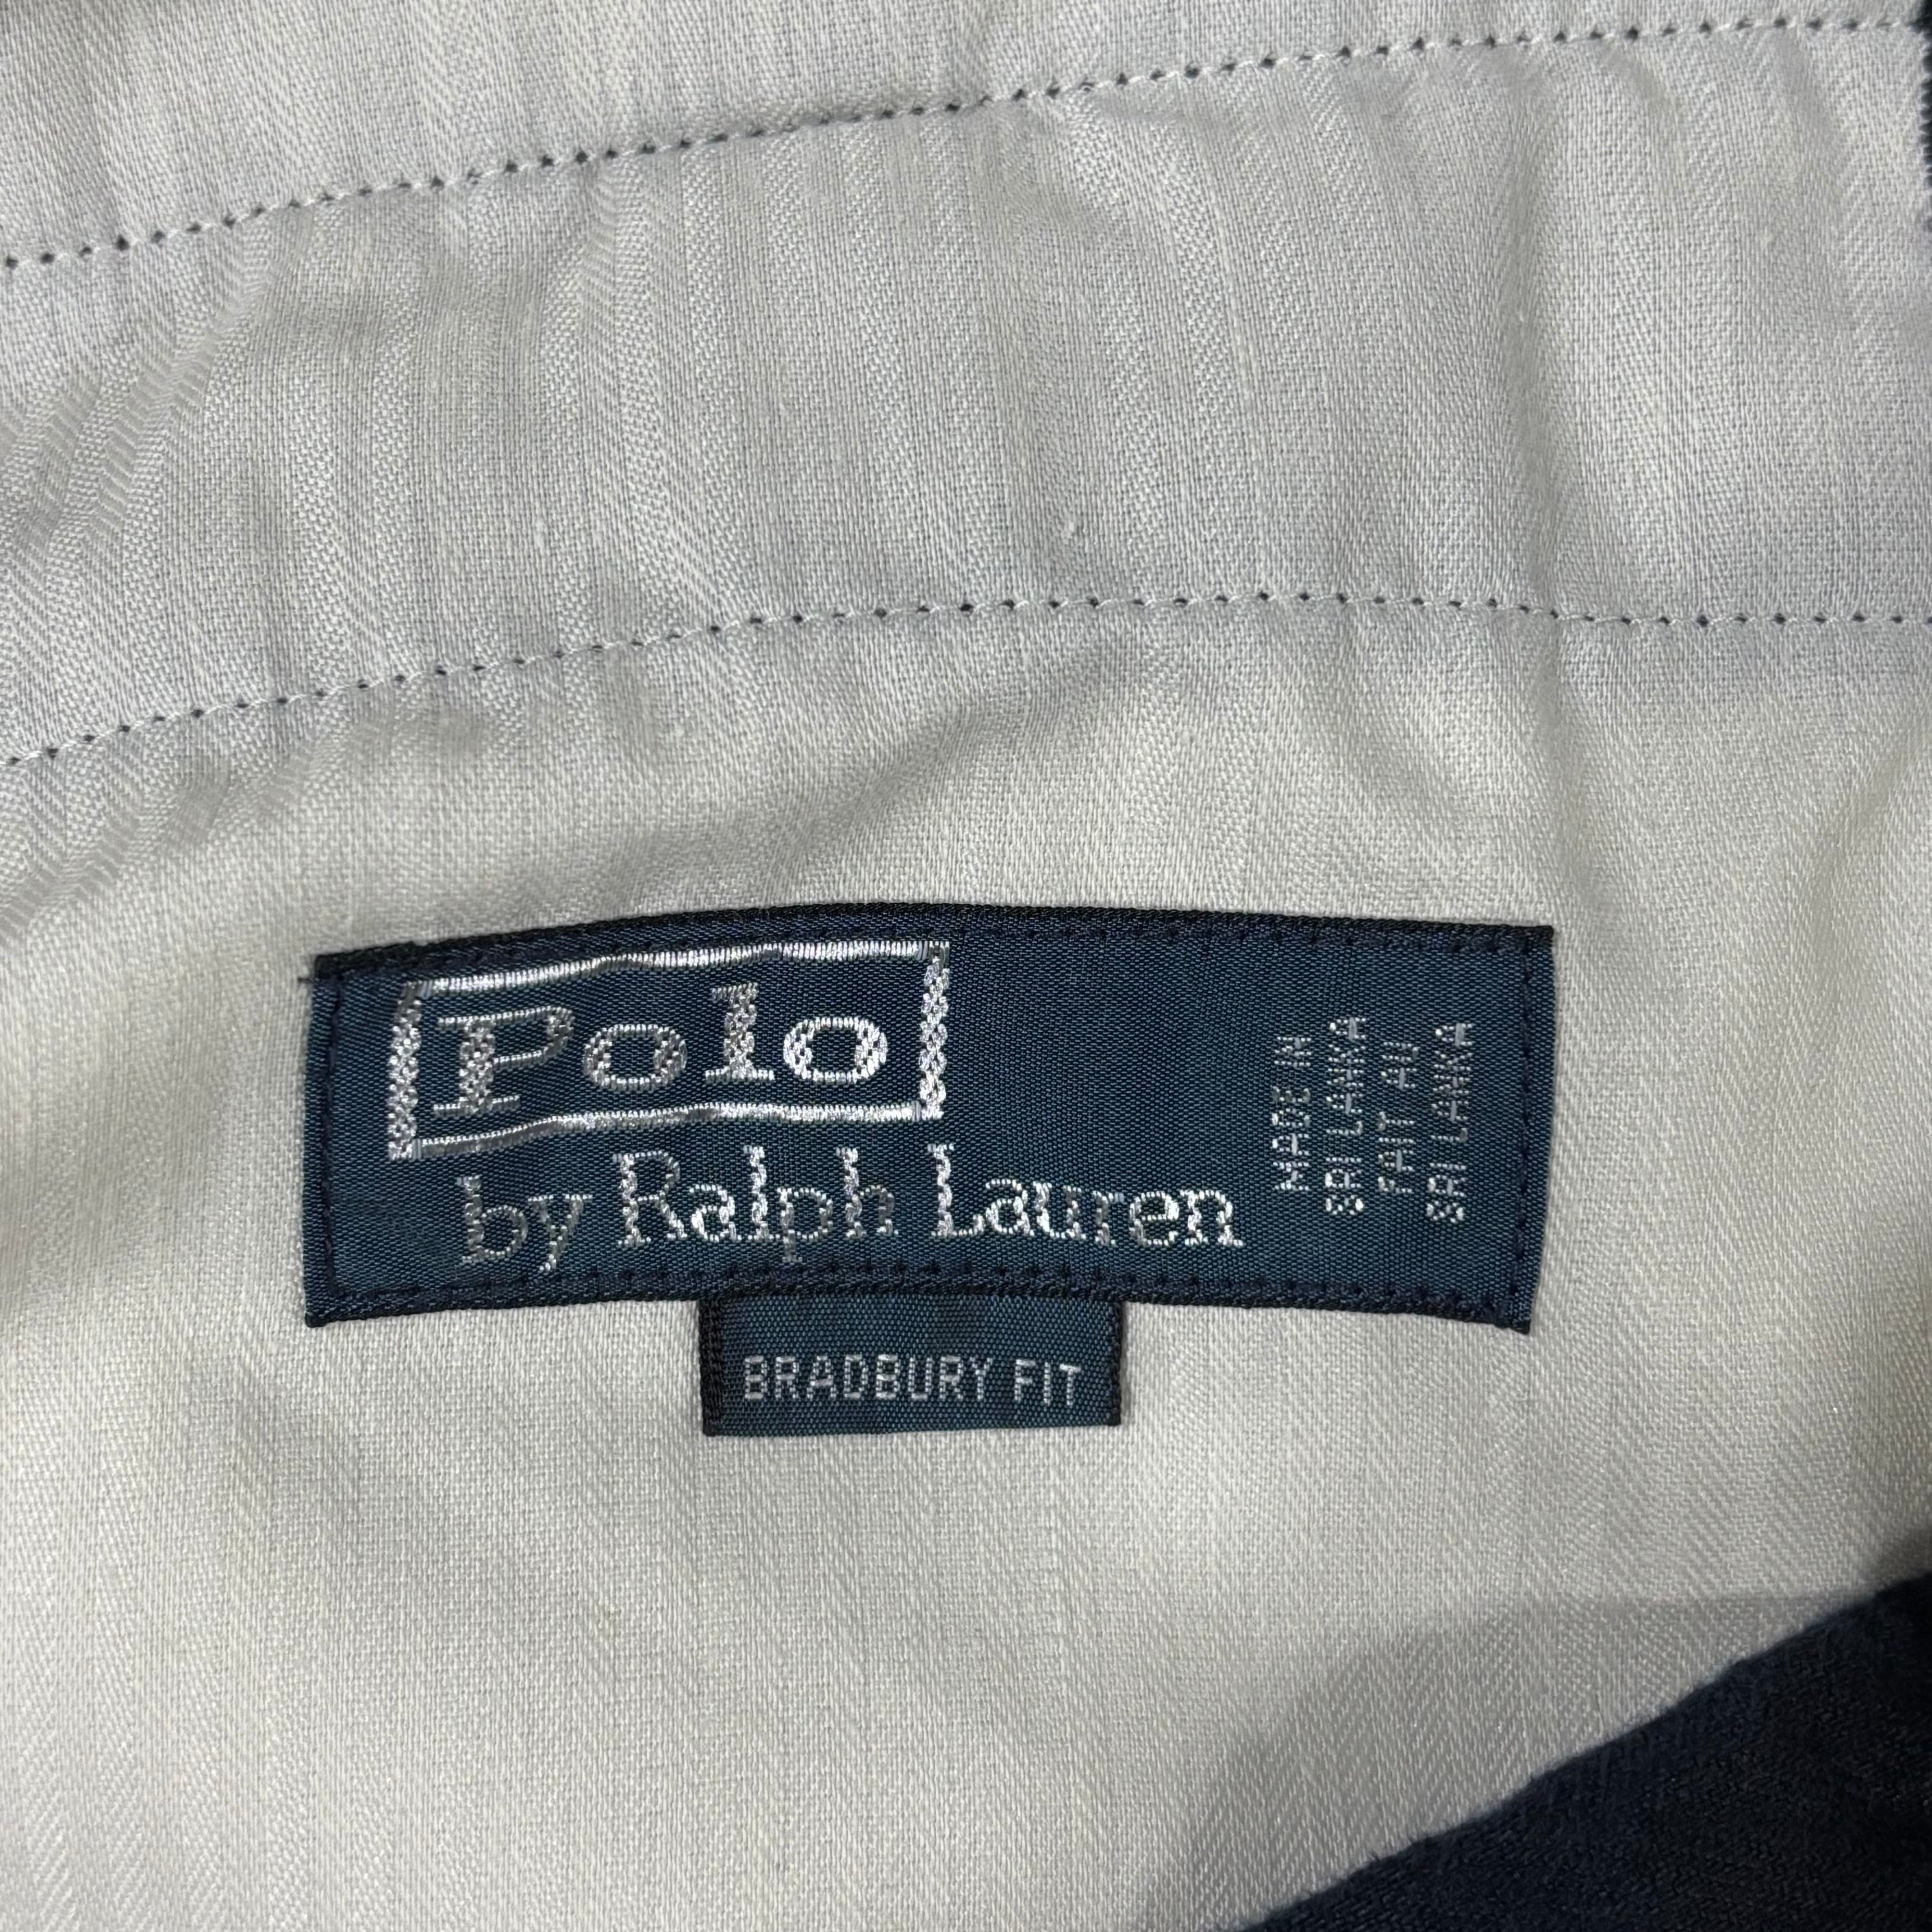 Polo
by Ralph Lauren
MADE IN
SRI LANKA
FAIT AU
SRI LANKA
BRADBURY FIT